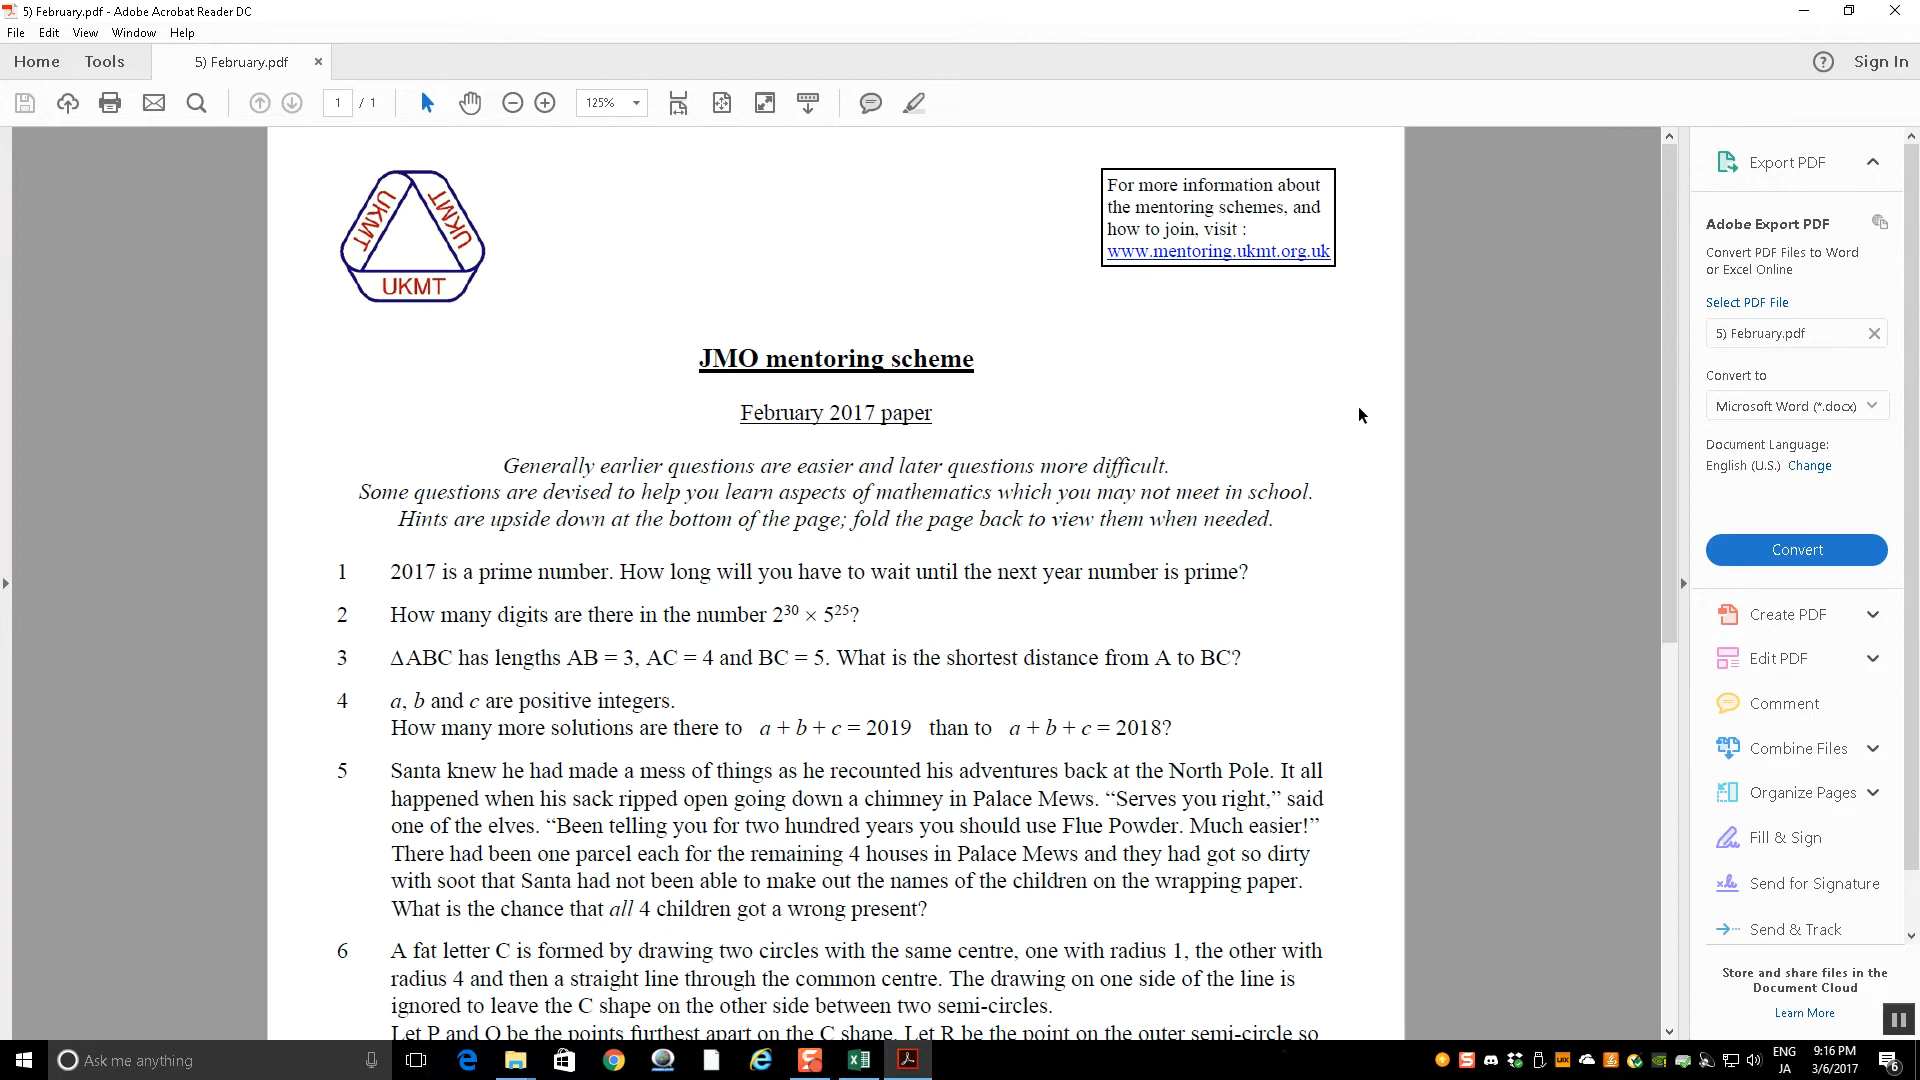 5) February.pdf - Adobe Acrobat Reader DC
File Edit View Window Help
Home Tools 5) February.pdf × Sign In
1 / 1 125%
UKMT UKMT UKMT
For more information about
the mentoring schemes, and
how to join, visit :
www.mentoring.ukmt.org.uk
JMO mentoring scheme
February 2017 paper
Generally earlier questions are easier and later questions more difficult.
Some questions are devised to help you learn aspects of mathematics which you may not meet in school.
Hints are upside down at the bottom of the page; fold the page back to view them when needed.
1 2017 is a prime number. How long will you have to wait until the next year number is prime?
2 How many digits are there in the number 2³⁰ × 5²⁵?
3 ΔABC has lengths AB = 3, AC = 4 and BC = 5. What is the shortest distance from A to BC?
4 a, b and c are positive integers.
How many more solutions are there to a + b + c = 2019 than to a + b + c = 2018?
5 Santa knew he had made a mess of things as he recounted his adventures back at the North Pole. It all
happened when his sack ripped open going down a chimney in Palace Mews. “Serves you right,” said
one of the elves. “Been telling you for two hundred years you should use Flue Powder. Much easier!”
There had been one parcel each for the remaining 4 houses in Palace Mews and they had got so dirty
with soot that Santa had not been able to make out the names of the children on the wrapping paper.
What is the chance that all 4 children got a wrong present?
6 A fat letter C is formed by drawing two circles with the same centre, one with radius 1, the other with
radius 4 and then a straight line through the common centre. The drawing on one side of the line is
ignored to leave the C shape on the other side between two semi-circles.
Let P and Q be the points furthest apart on the C shape. Let R be the point on the outer semi-circle so
Export PDF
Adobe Export PDF
Convert PDF Files to Word
or Excel Online
Select PDF File
5) February.pdf
Convert to
Microsoft Word (*.docx)
Document Language:
English (U.S.) Change
Convert
Create PDF
Edit PDF
Comment
Combine Files
Organize Pages
Fill & Sign
Send for Signature
Send & Track
Store and share files in the
Document Cloud
Learn More
Ask me anything
ENG
JA
9:16 PM
3/6/2017
6